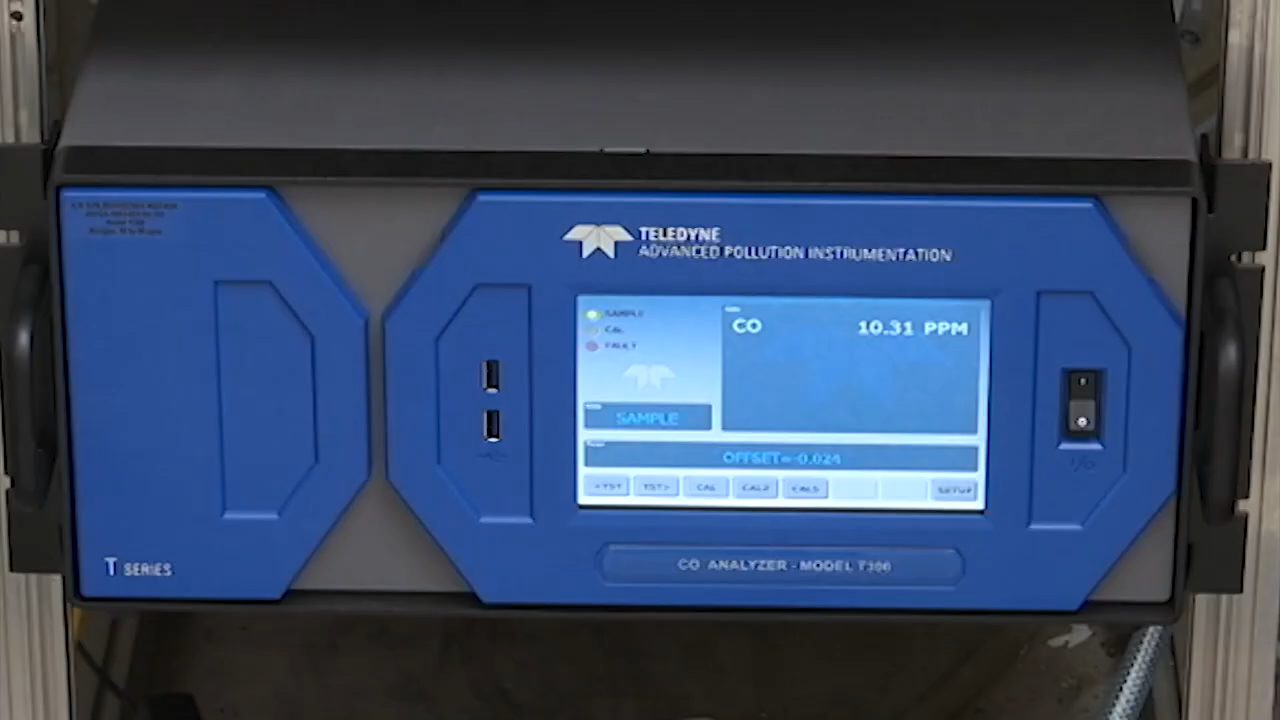 TELEDYNE
ADVANCED POLLUTION INSTRUMENTATION
SAMPLE
CAL
FAULT
CO 10.31 PPM
SAMPLE
OFFSET=-0.024
<TST TST> CAL CALZ CALS SETUP
T SERIES
CO ANALYZER - MODEL T300